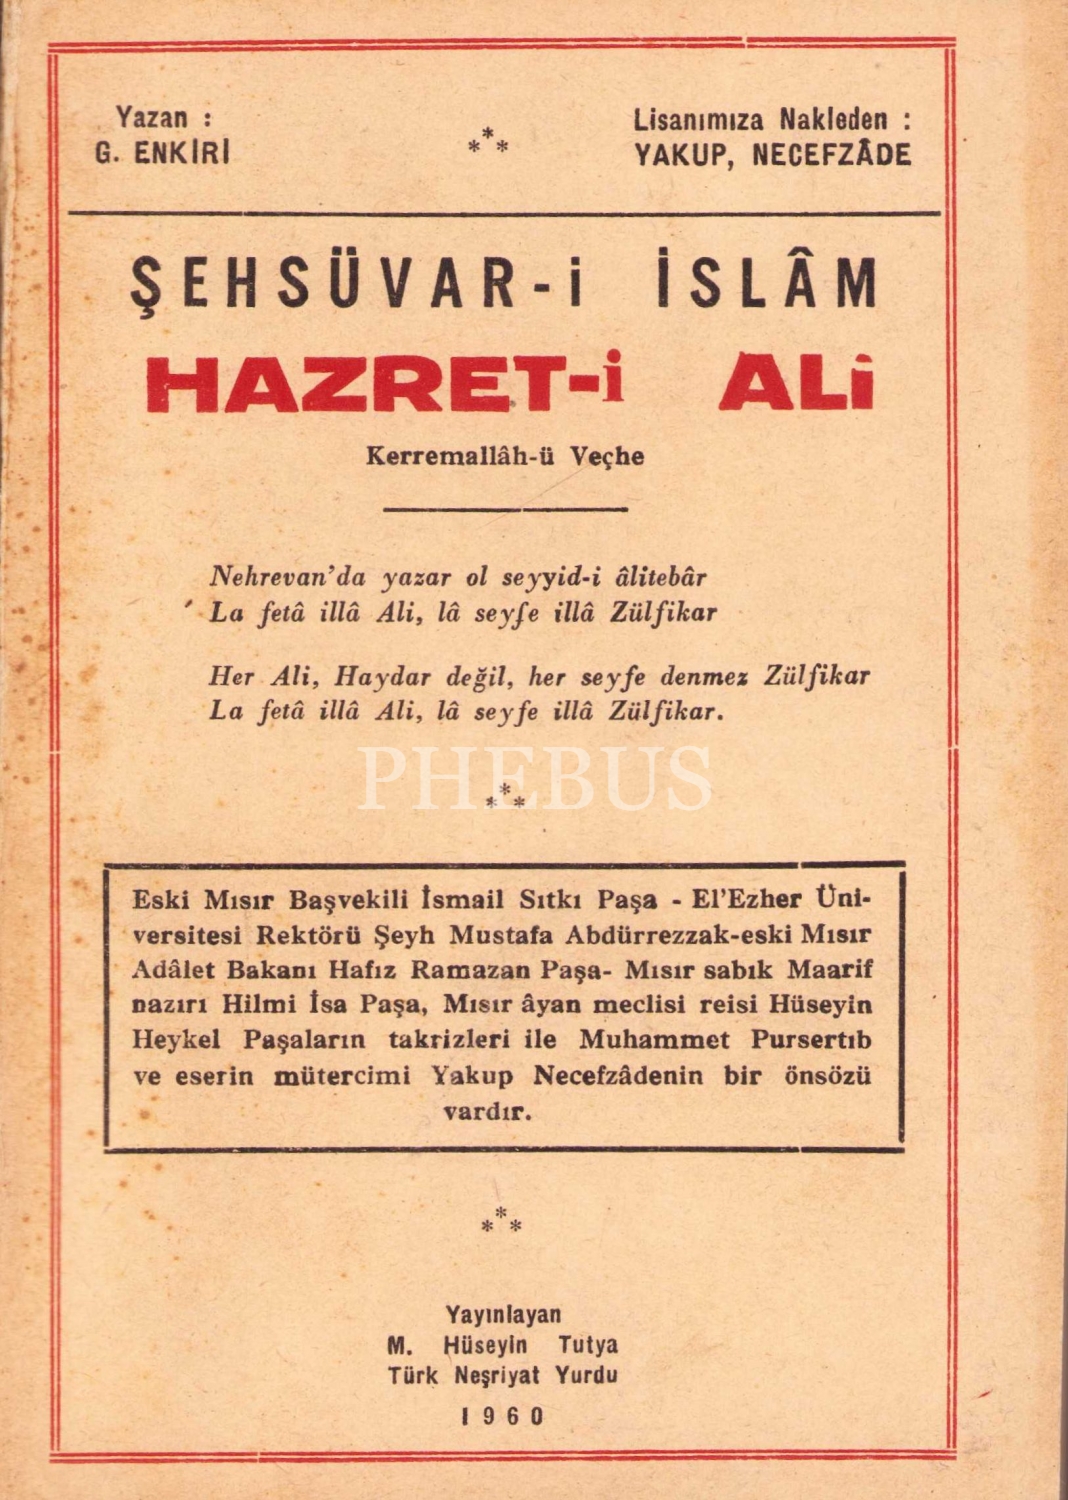 Yazan :
G. ENKİRİ
Lisanımıza Nakleden :
YAKUP, NECEFZÂDE
ŞEHSÜVAR-i İSLÂM
HAZRET-i ALİ
Kerremallâh-ü Veçhe
Nehrevan'da yazar ol seyyid-i âlitebâr
La fetâ illâ Ali, lâ seyfe illâ Zülfikar
Her Ali, Haydar değil, her seyfe denmez Zülfikar
La fetâ illâ Ali, lâ seyfe illâ Zülfikar.
PHEBUS
Eski Mısır Başvekili İsmail Sıtkı Paşa - El'Ezher Üni-
versitesi Rektörü Şeyh Mustafa Abdürrezzak-eski Mısır
Adâlet Bakanı Hafız Ramazan Paşa- Mısır sabık Maarif
nazırı Hilmi İsa Paşa, Mısır âyan meclisi reisi Hüseyin
Heykel Paşaların takrizleri ile Muhammet Pursertıb
ve eserin mütercimi Yakup Necefzâdenin bir önsözü
vardır.
Yayınlayan
M. Hüseyin Tutya
Türk Neşriyat Yurdu
1960